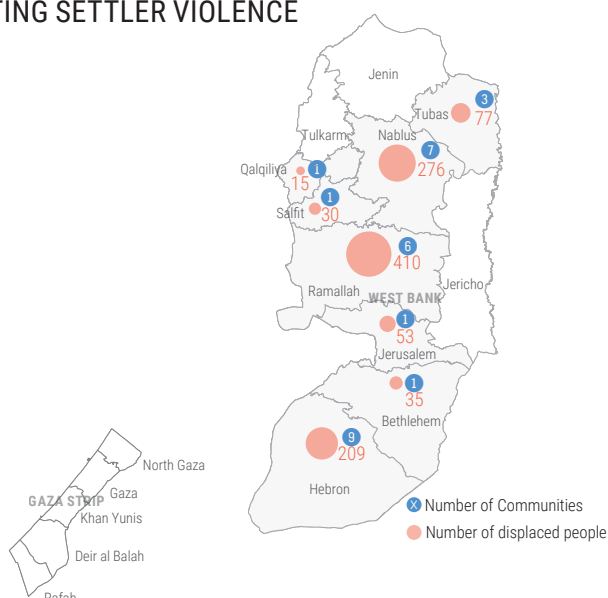 TING SETTLER VIOLENCE
Jenin
3
Tubas
77
Tulkarm
Nablus
7
276
Qalqiliya
1
15
1
Salfit
30
6
410
Ramallah
Jericho
WEST BANK
1
53
Jerusalem
1
35
Bethlehem
9
209
Hebron
North Gaza
Gaza
GAZA STRIP
Khan Yunis
Deir al Balah
Rafah
X Number of Communities
Number of displaced people